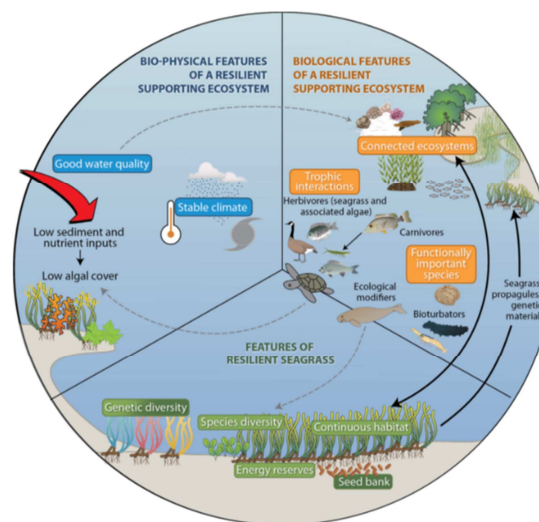 BIO-PHYSICAL FEATURES
OF A RESILIENT
SUPPORTING ECOSYSTEM
BIOLOGICAL FEATURES
OF A RESILIENT
SUPPORTING ECOSYSTEM
Good water quality
Stable climate
Low sediment and
nutrient inputs
Low algal cover
Connected ecosystems
Trophic
interactions
Herbivores (seagrass and
associated algae)
Carnivores
Functionally
important
species
Ecological
modifiers
Bioturbators
Seagrass
propagules
genetic
material
FEATURES OF
RESILIENT SEAGRASS
Genetic diversity
Species diversity
Continuous habitat
Energy reserves
Seed bank